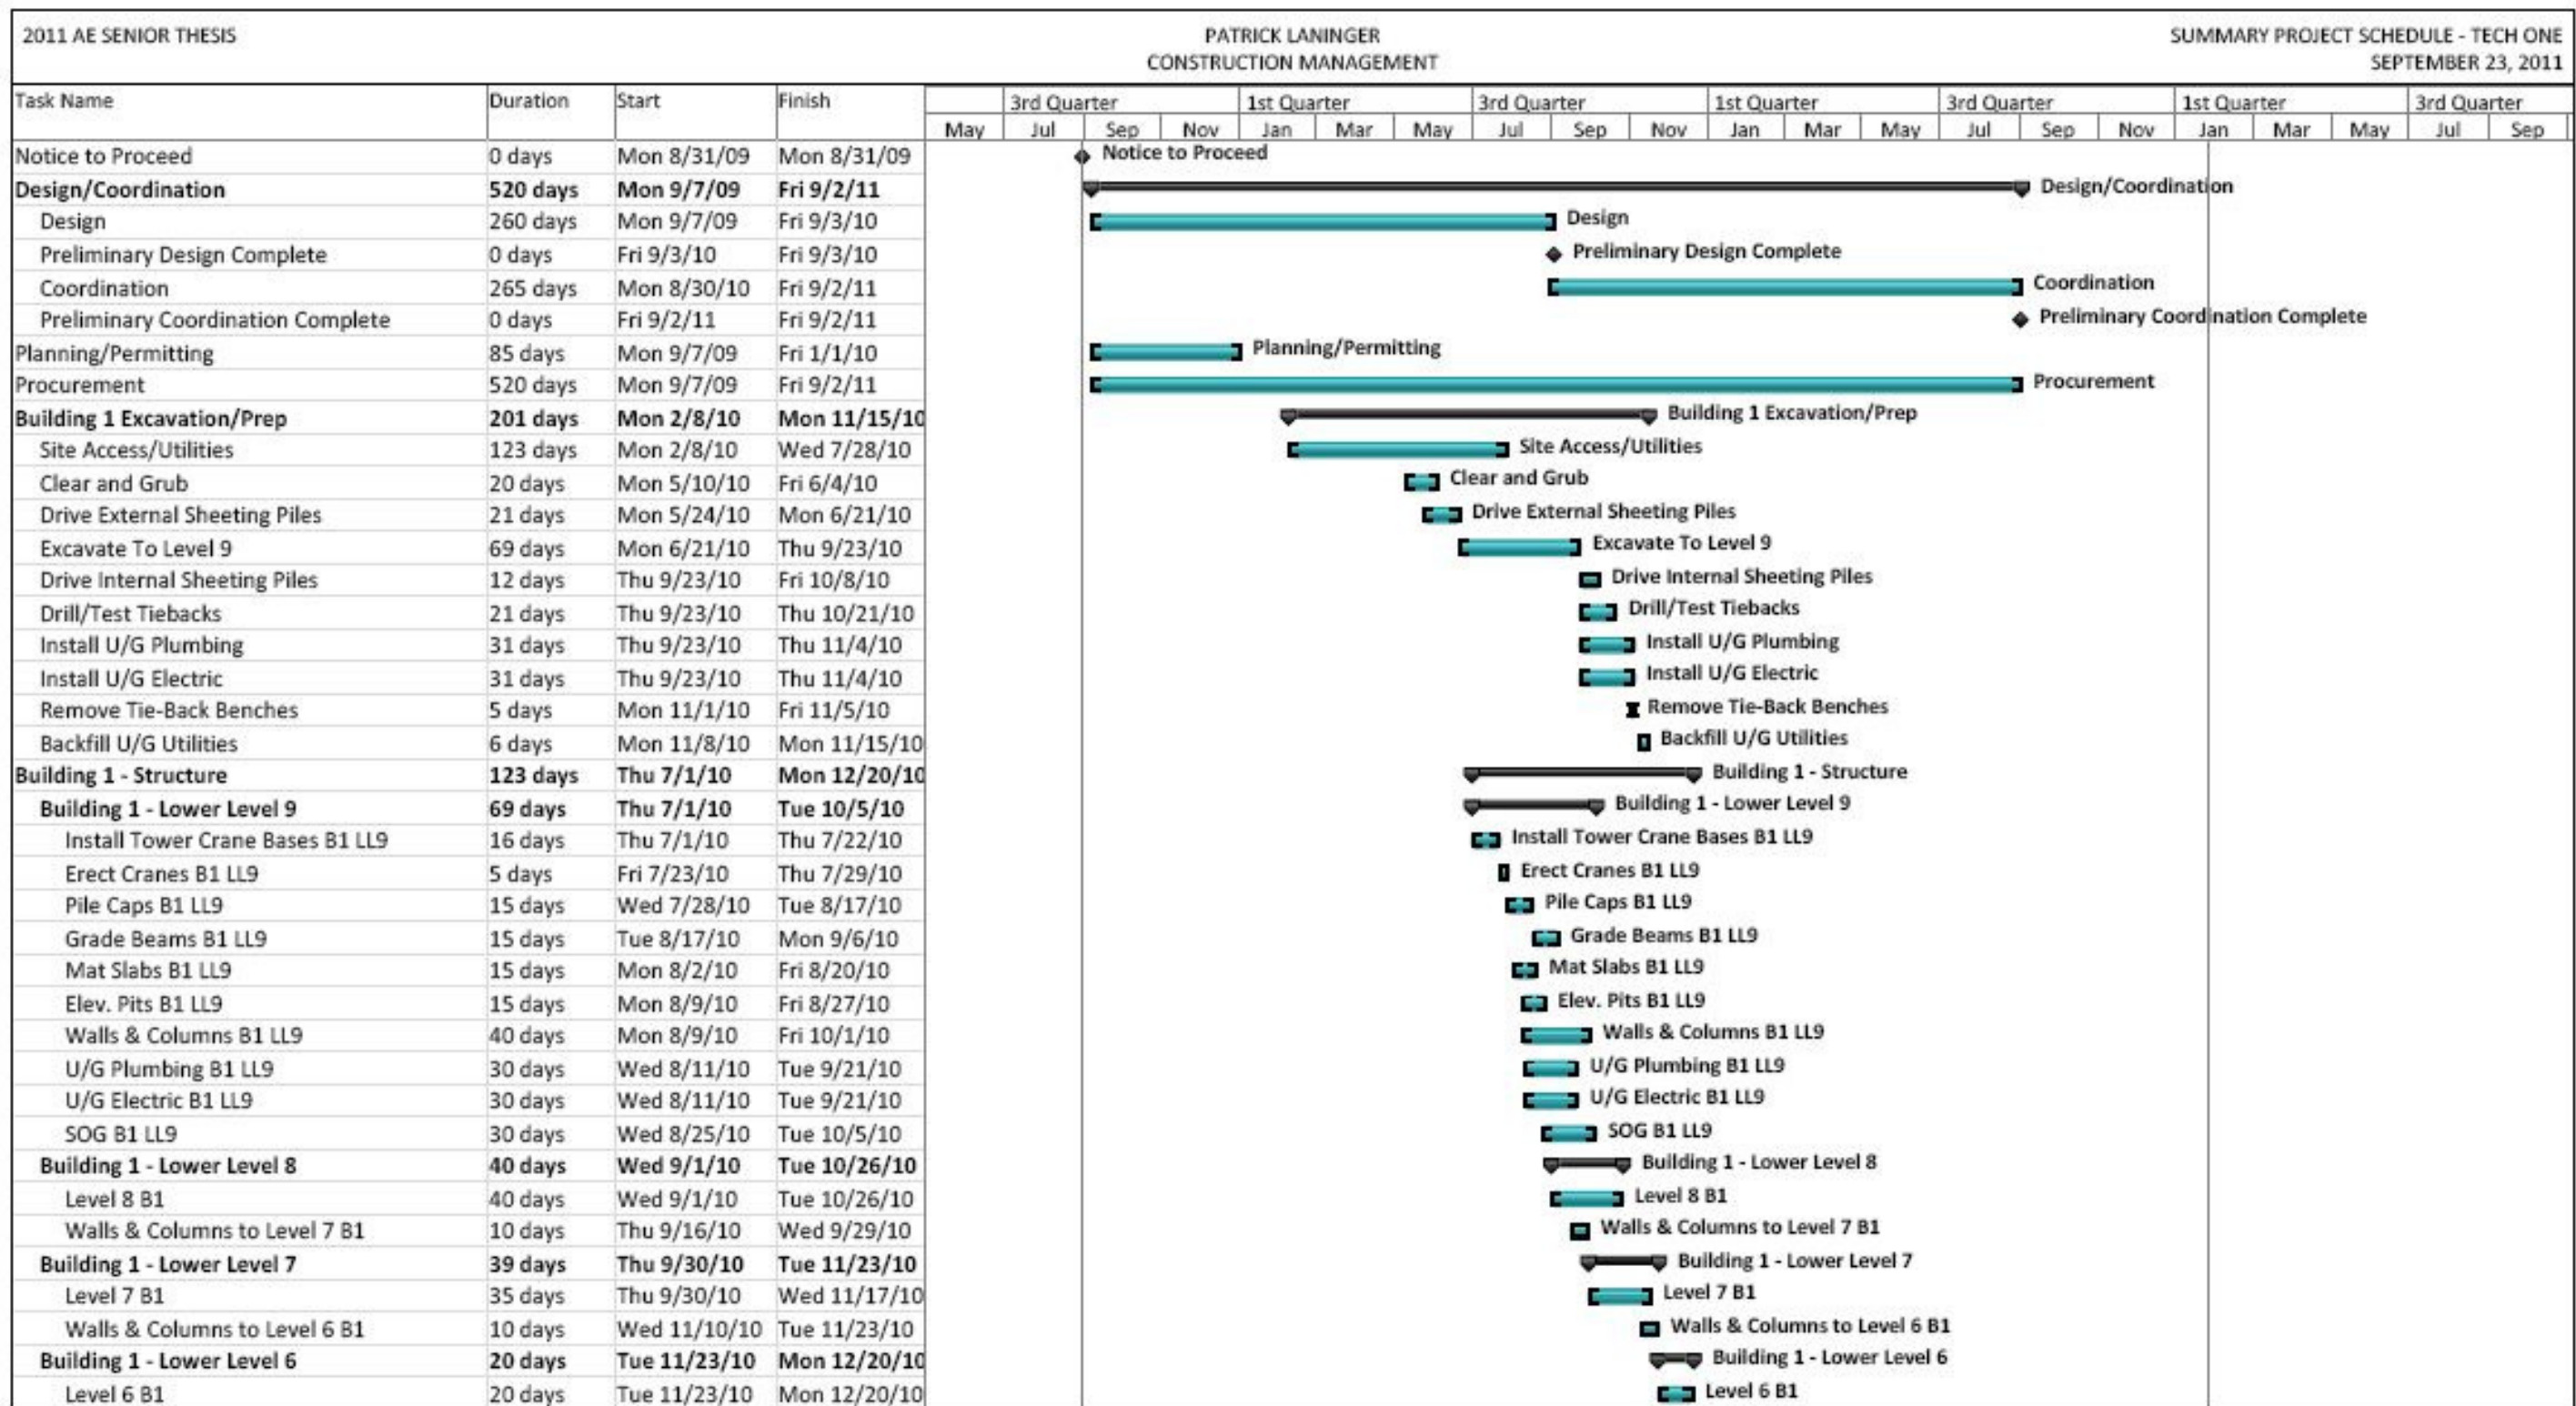 2011 AE SENIOR THESIS PATRICK LANINGER SUMMARY PROJECT SCHEDULE - TECH ONE
CONSTRUCTION MANAGEMENT SEPTEMBER 23, 2011
Task Name Duration Start Finish 3rd Quarter 1st Quarter 3rd Quarter 1st Quarter 3rd Quarter 1st Quarter 3rd Quarter
May Jul Sep Nov Jan Mar May Jul Sep Nov Jan Mar May Jul Sep Nov Jan Mar May Jul Sep
Notice to Proceed 0 days Mon 8/31/09 Mon 8/31/09 Notice to Proceed
Design/Coordination 520 days Mon 9/7/09 Fri 9/2/11 Design/Coordination
Design 260 days Mon 9/7/09 Fri 9/3/10 Design
Preliminary Design Complete 0 days Fri 9/3/10 Fri 9/3/10 Preliminary Design Complete
Coordination 265 days Mon 8/30/10 Fri 9/2/11 Coordination
Preliminary Coordination Complete 0 days Fri 9/2/11 Fri 9/2/11 Preliminary Coordination Complete
Planning/Permitting 85 days Mon 9/7/09 Fri 1/1/10 Planning/Permitting
Procurement 520 days Mon 9/7/09 Fri 9/2/11 Procurement
Building 1 Excavation/Prep 201 days Mon 2/8/10 Mon 11/15/10 Building 1 Excavation/Prep
Site Access/Utilities 123 days Mon 2/8/10 Wed 7/28/10 Site Access/Utilities
Clear and Grub 20 days Mon 5/10/10 Fri 6/4/10 Clear and Grub
Drive External Sheeting Piles 21 days Mon 5/24/10 Mon 6/21/10 Drive External Sheeting Piles
Excavate To Level 9 69 days Mon 6/21/10 Thu 9/23/10 Excavate To Level 9
Drive Internal Sheeting Piles 12 days Thu 9/23/10 Fri 10/8/10 Drive Internal Sheeting Piles
Drill/Test Tiebacks 21 days Thu 9/23/10 Thu 10/21/10 Drill/Test Tiebacks
Install U/G Plumbing 31 days Thu 9/23/10 Thu 11/4/10 Install U/G Plumbing
Install U/G Electric 31 days Thu 9/23/10 Thu 11/4/10 Install U/G Electric
Remove Tie-Back Benches 5 days Mon 11/1/10 Fri 11/5/10 Remove Tie-Back Benches
Backfill U/G Utilities 6 days Mon 11/8/10 Mon 11/15/10 Backfill U/G Utilities
Building 1 - Structure 123 days Thu 7/1/10 Mon 12/20/10 Building 1 - Structure
Building 1 - Lower Level 9 69 days Thu 7/1/10 Tue 10/5/10 Building 1 - Lower Level 9
Install Tower Crane Bases B1 LL9 16 days Thu 7/1/10 Thu 7/22/10 Install Tower Crane Bases B1 LL9
Erect Cranes B1 LL9 5 days Fri 7/23/10 Thu 7/29/10 Erect Cranes B1 LL9
Pile Caps B1 LL9 15 days Wed 7/28/10 Tue 8/17/10 Pile Caps B1 LL9
Grade Beams B1 LL9 15 days Tue 8/17/10 Mon 9/6/10 Grade Beams B1 LL9
Mat Slabs B1 LL9 15 days Mon 8/2/10 Fri 8/20/10 Mat Slabs B1 LL9
Elev. Pits B1 LL9 15 days Mon 8/9/10 Fri 8/27/10 Elev. Pits B1 LL9
Walls & Columns B1 LL9 40 days Mon 8/9/10 Fri 10/1/10 Walls & Columns B1 LL9
U/G Plumbing B1 LL9 30 days Wed 8/11/10 Tue 9/21/10 U/G Plumbing B1 LL9
U/G Electric B1 LL9 30 days Wed 8/11/10 Tue 9/21/10 U/G Electric B1 LL9
SOG B1 LL9 30 days Wed 8/25/10 Tue 10/5/10 SOG B1 LL9
Building 1 - Lower Level 8 40 days Wed 9/1/10 Tue 10/26/10 Building 1 - Lower Level 8
Level 8 B1 40 days Wed 9/1/10 Tue 10/26/10 Level 8 B1
Walls & Columns to Level 7 B1 10 days Thu 9/16/10 Wed 9/29/10 Walls & Columns to Level 7 B1
Building 1 - Lower Level 7 39 days Thu 9/30/10 Tue 11/23/10 Building 1 - Lower Level 7
Level 7 B1 35 days Thu 9/30/10 Wed 11/17/10 Level 7 B1
Walls & Columns to Level 6 B1 10 days Wed 11/10/10 Tue 11/23/10 Walls & Columns to Level 6 B1
Building 1 - Lower Level 6 20 days Tue 11/23/10 Mon 12/20/10 Building 1 - Lower Level 6
Level 6 B1 20 days Tue 11/23/10 Mon 12/20/10 Level 6 B1